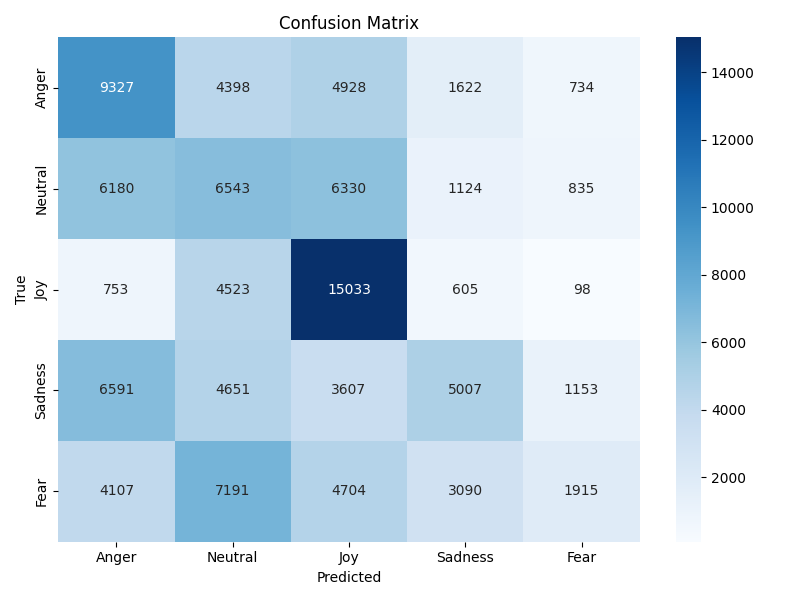 Confusion Matrix
Anger 9327 4398 4928 1622 734
Neutral 6180 6543 6330 1124 835
Joy 753 4523 15033 605 98
Sadness 6591 4651 3607 5007 1153
Fear 4107 7191 4704 3090 1915
True
Anger Neutral Joy Sadness Fear
Predicted
14000
12000
10000
8000
6000
4000
2000